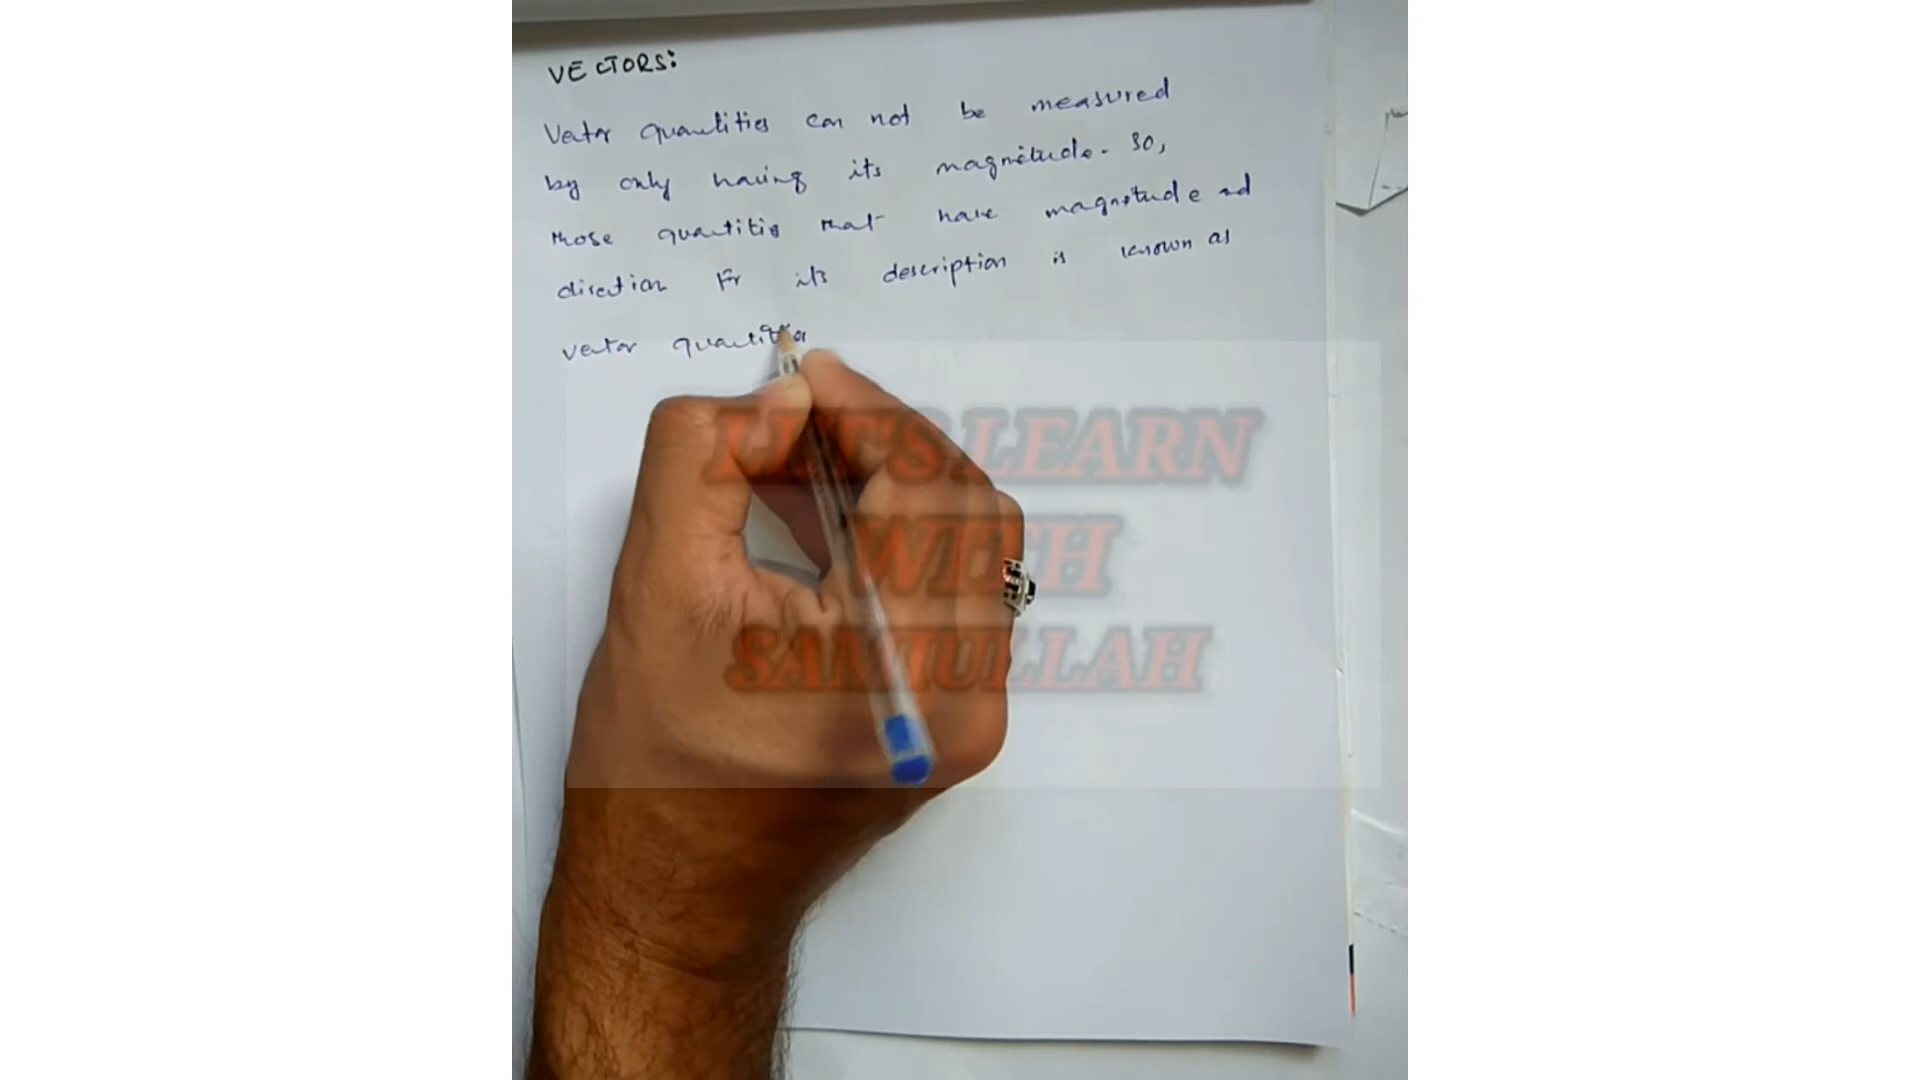 VECTORS:
Vector quantities can not be measured
by only having its magnitude. So,
those quantities that have magnitude and
direction for its description is known as
vector quantities
LET'S LEARN
WITH
SAMIULLAH